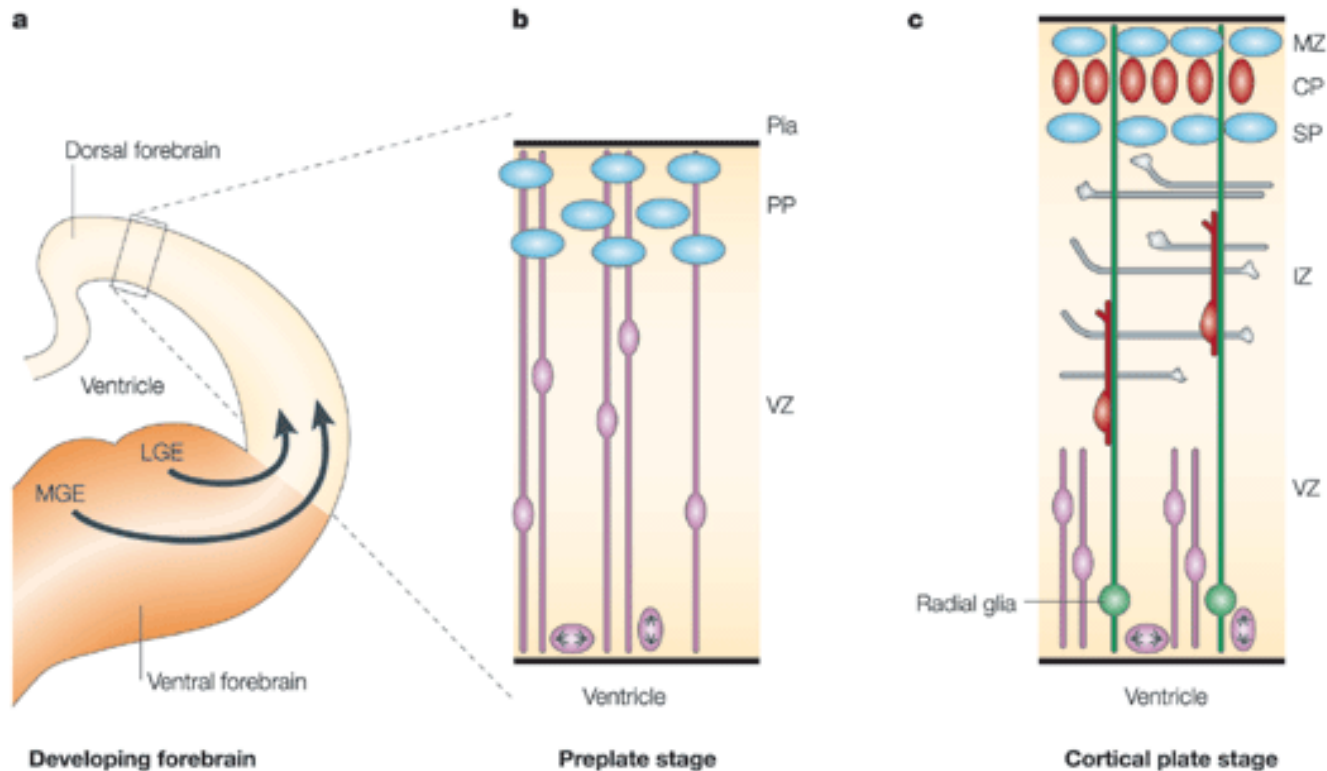 a
Dorsal forebrain
Ventricle
LGE
MGE
Ventral forebrain
Developing forebrain
b
Pia
PP
VZ
Ventricle
Preplate stage
c
MZ
CP
SP
IZ
VZ
Radial glia
Ventricle
Cortical plate stage